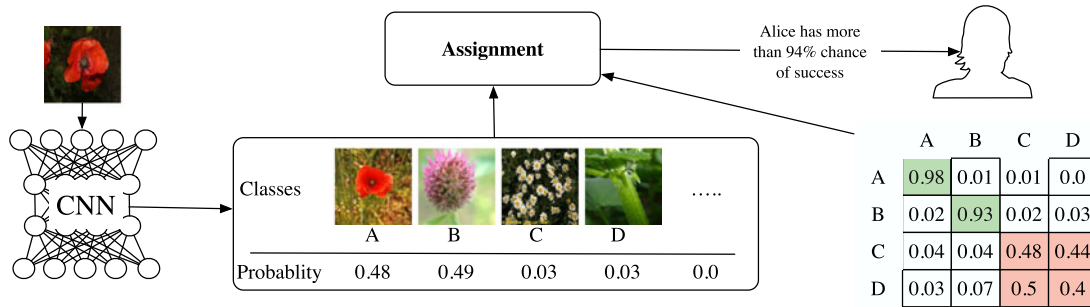 Assignment
Alice has more
than 94% chance
of success
CNN
Classes
.....
A B C D
Probablity 0.48 0.49 0.03 0.03 0.0
A B C D
A 0.98 0.01 0.01 0.0
B 0.02 0.93 0.02 0.03
C 0.04 0.04 0.48 0.44
D 0.03 0.07 0.5 0.4